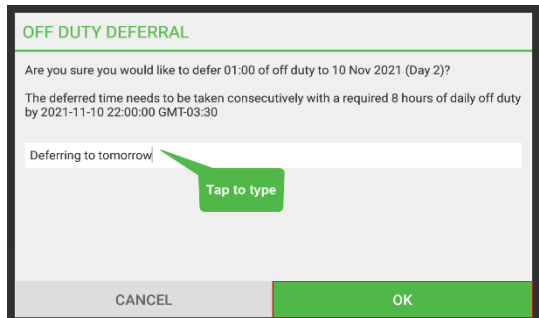 OFF DUTY DEFERRAL
Are you sure you would like to defer 01:00 of off duty to 10 Nov 2021 (Day 2)?
The deferred time needs to be taken consecutively with a required 8 hours of daily off duty
by 2021-11-10 22:00:00 GMT-03:30
Deferring to tomorrow
Tap to type
CANCEL
OK